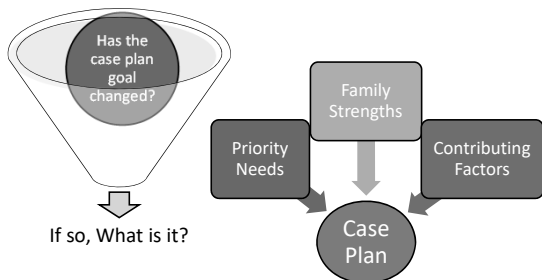 Has the
case plan
goal
changed?
If so, What is it?
Family
Strengths
Priority
Needs
Contributing
Factors
Case
Plan